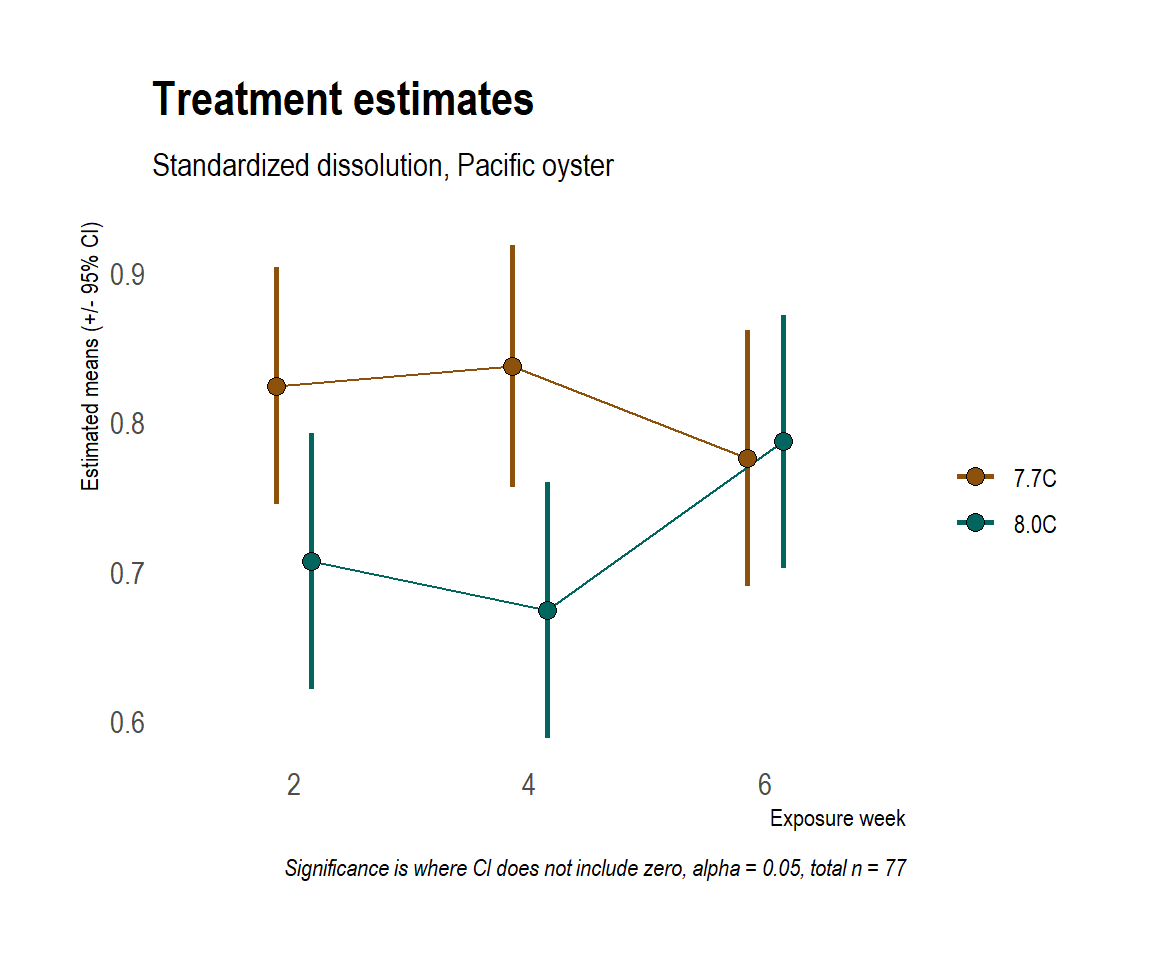 Treatment estimates
Standardized dissolution, Pacific oyster
Estimated means (+/- 95% CI)
0.9
0.8
0.7
0.6
2
4
6
Exposure week
7.7C
8.0C
Significance is where CI does not include zero, alpha = 0.05, total n = 77